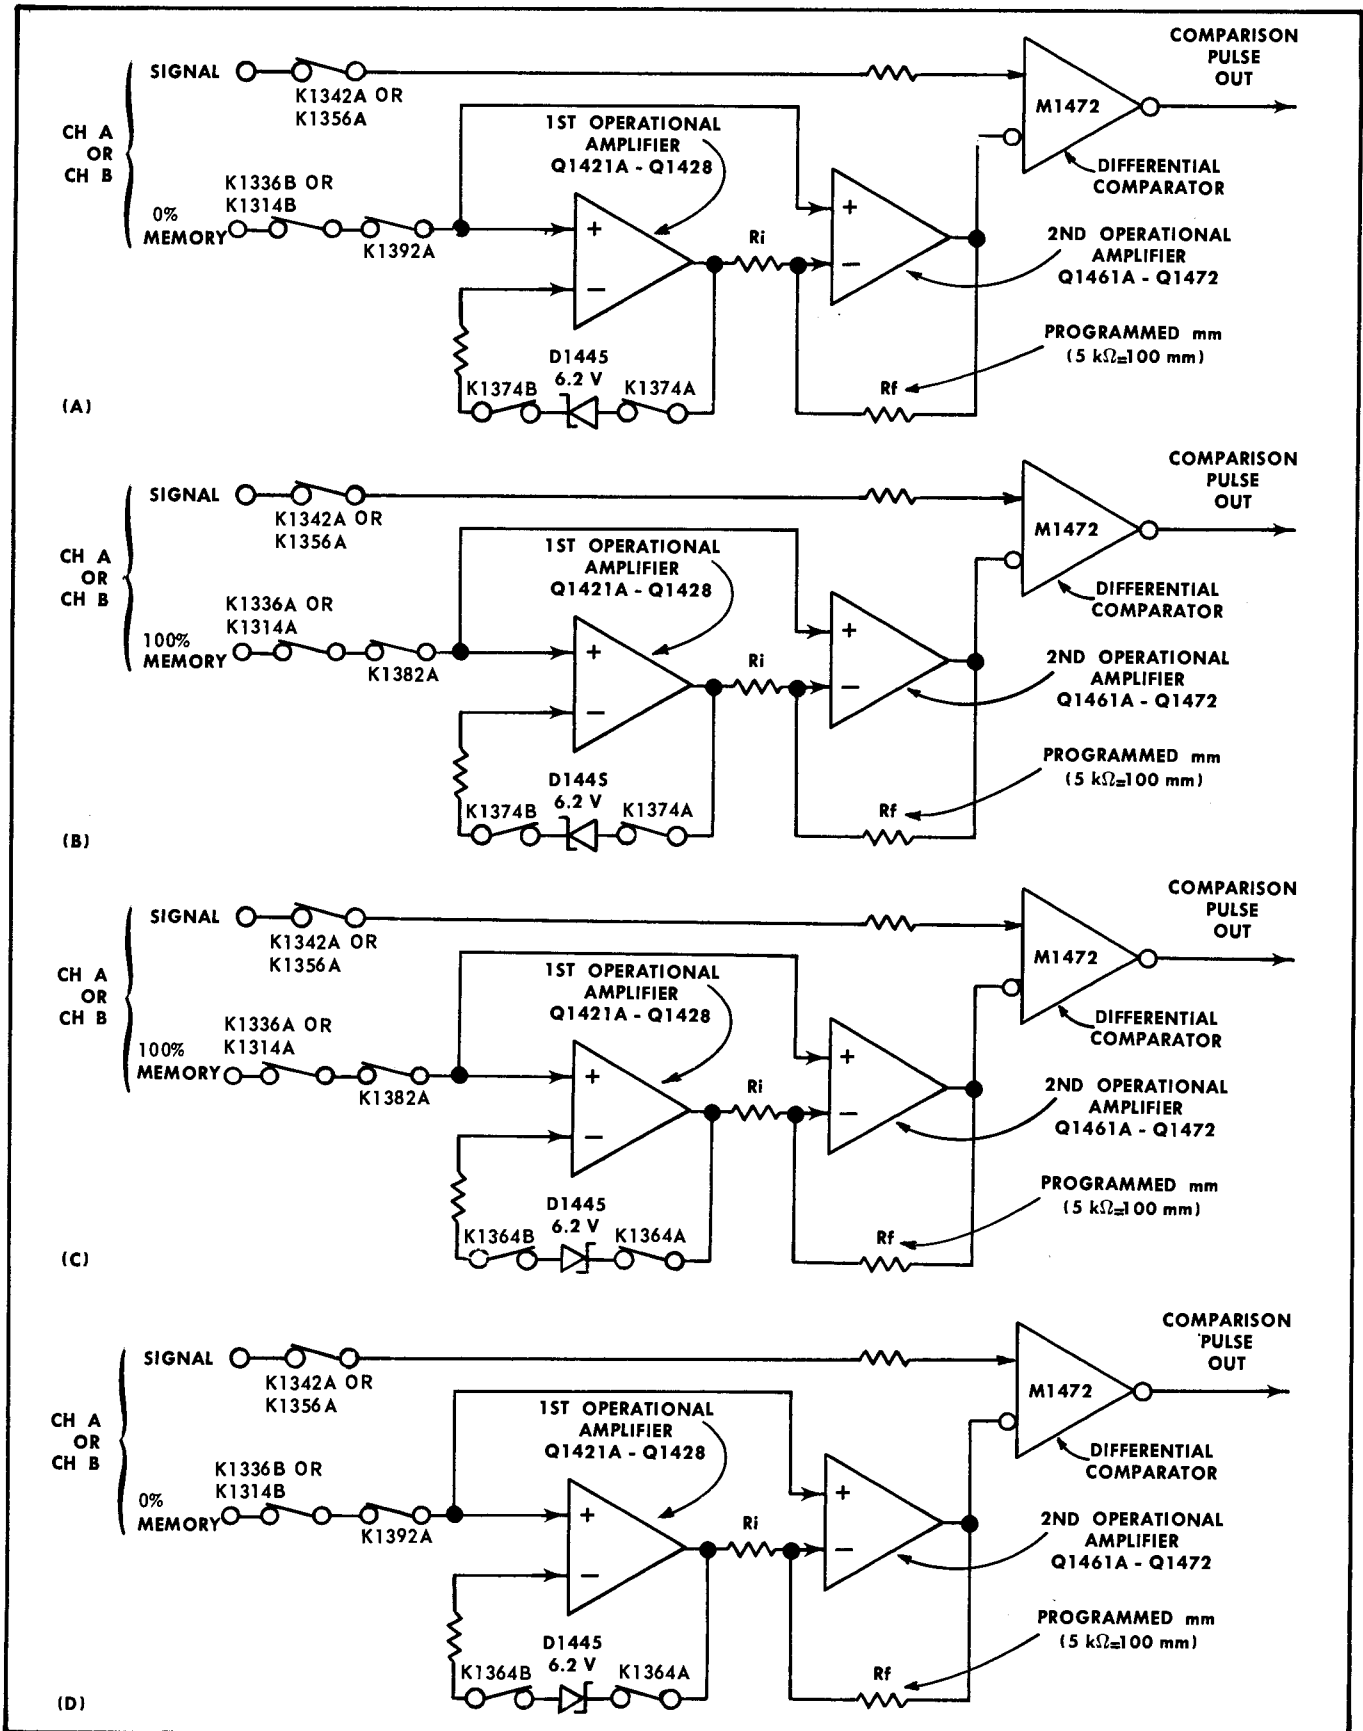 COMPARISON
PULSE
OUT
SIGNAL
K1342A OR
K1356A
M1472
1ST OPERATIONAL
AMPLIFIER
Q1421A - Q1428
CH A
OR
CH B
DIFFERENTIAL
COMPARATOR
K1336B OR
K1314B
0%
MEMORY
K1392A
+
−
Ri
+
−
2ND OPERATIONAL
AMPLIFIER
Q1461A - Q1472
PROGRAMMED mm
(5 kΩ=100 mm)
D1445
6.2 V
K1374B
K1374A
Rf
(A)
COMPARISON
PULSE
OUT
SIGNAL
K1342A OR
K1356A
M1472
1ST OPERATIONAL
AMPLIFIER
Q1421A - Q1428
CH A
OR
CH B
DIFFERENTIAL
COMPARATOR
K1336A OR
K1314A
100%
MEMORY
K1382A
+
−
Ri
+
−
2ND OPERATIONAL
AMPLIFIER
Q1461A - Q1472
PROGRAMMED mm
(5 kΩ=100 mm)
D1445
6.2 V
K1374B
K1374A
Rf
(B)
COMPARISON
PULSE
OUT
SIGNAL
K1342A OR
K1356A
M1472
1ST OPERATIONAL
AMPLIFIER
Q1421A - Q1428
CH A
OR
CH B
DIFFERENTIAL
COMPARATOR
K1336A OR
K1314A
100%
MEMORY
K1382A
+
−
Ri
+
−
2ND OPERATIONAL
AMPLIFIER
Q1461A - Q1472
PROGRAMMED mm
(5 kΩ=100 mm)
D1445
6.2 V
K1364B
K1364A
Rf
(C)
COMPARISON
PULSE
OUT
SIGNAL
K1342A OR
K1356A
M1472
1ST OPERATIONAL
AMPLIFIER
Q1421A - Q1428
CH A
OR
CH B
DIFFERENTIAL
COMPARATOR
K1336B OR
K1314B
0%
MEMORY
K1392A
+
−
Ri
+
−
2ND OPERATIONAL
AMPLIFIER
Q1461A - Q1472
PROGRAMMED mm
(5 kΩ=100 mm)
D1445
6.2 V
K1364B
K1364A
Rf
(D)